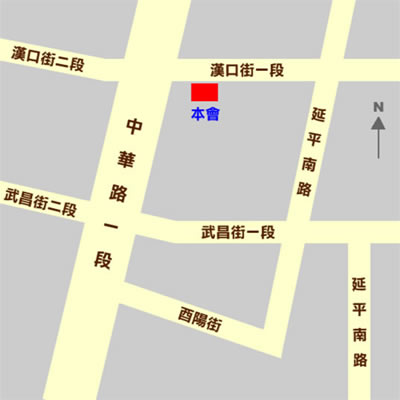 漢口街二段
漢口街一段
本會
延平南路
N
中華路一段
武昌街二段
武昌街一段
酉陽街
延平南路